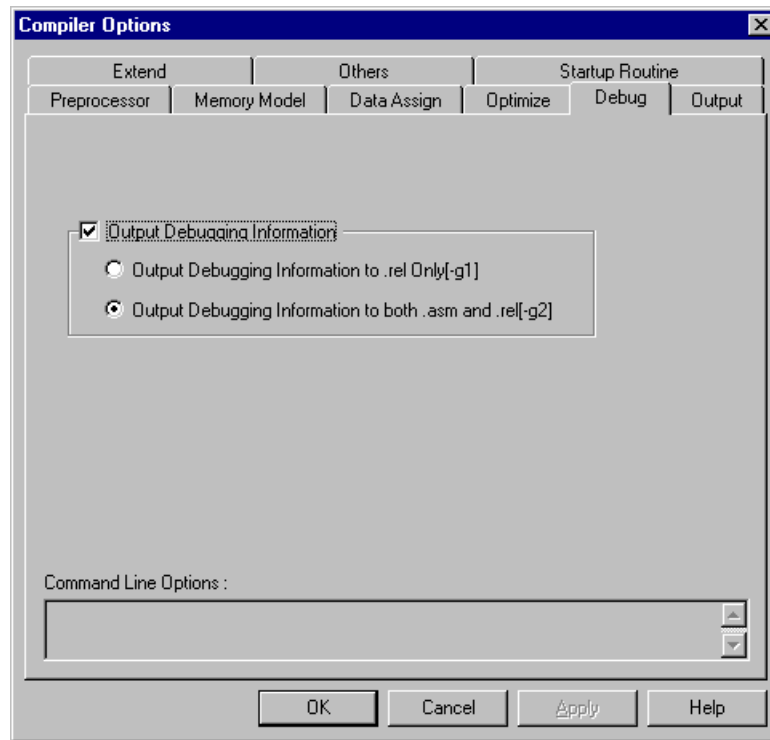 Compiler Options
Extend Others Startup Routine
Preprocessor Memory Model Data Assign Optimize Debug Output
Output Debugging Information
Output Debugging Information to .rel Only[-g1]
Output Debugging Information to both .asm and .rel[-g2]
Command Line Options :
OK Cancel Apply Help